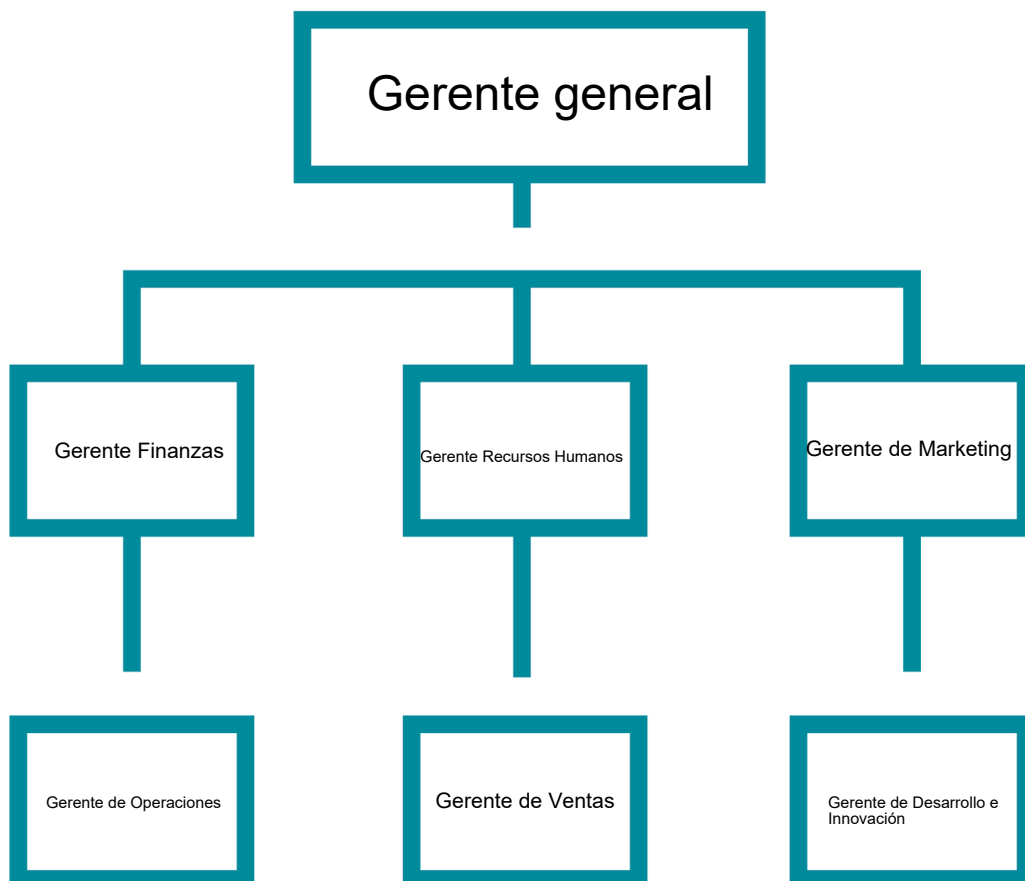 Gerente general
Gerente Finanzas
Gerente Recursos Humanos
Gerente de Marketing
Gerente de Operaciones
Gerente de Ventas
Gerente de Desarrollo e
Innovación